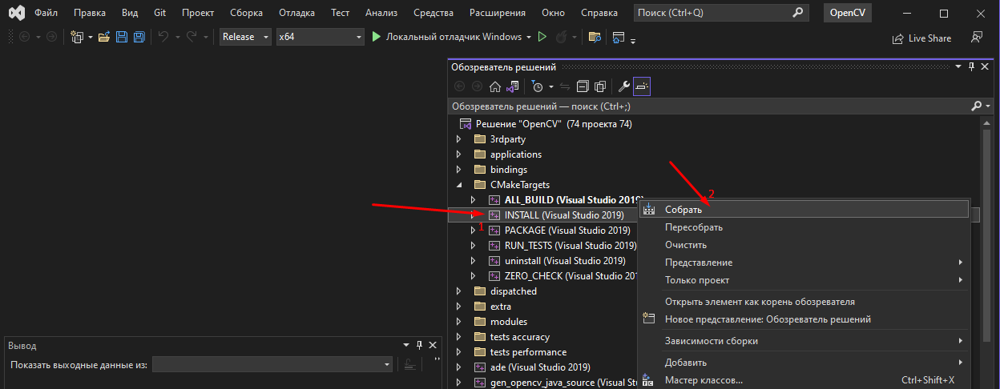 Файл Правка Вид Git Проект Сборка Отладка Тест Анализ Средства Расширения Окно Справка Поиск (Ctrl+Q) OpenCV
Release x64 Локальный отладчик Windows Live Share
Обозреватель решений
Обозреватель решений — поиск (Ctrl+;)
Решение "OpenCV" (74 проекта 74)
3rdparty
applications
bindings
CMakeTargets
2
ALL_BUILD (Visual Studio 2019)
Собрать
INSTALL (Visual Studio 2019)
1
Пересобрать
PACKAGE (Visual Studio 2019)
Очистить
RUN_TESTS (Visual Studio 2019)
Представление
uninstall (Visual Studio 2019)
Только проект
ZERO_CHECK (Visual Studio 201
dispatched
Открыть элемент как корень обозревателя
extra
Новое представление: Обозреватель решений
modules
tests accuracy
Зависимости сборки
Вывод
tests performance
Показать выходные данные из:
Добавить
ade (Visual Studio 2019)
Мастер классов... Ctrl+Shift+X
gen_opencv_java_source (Visual St